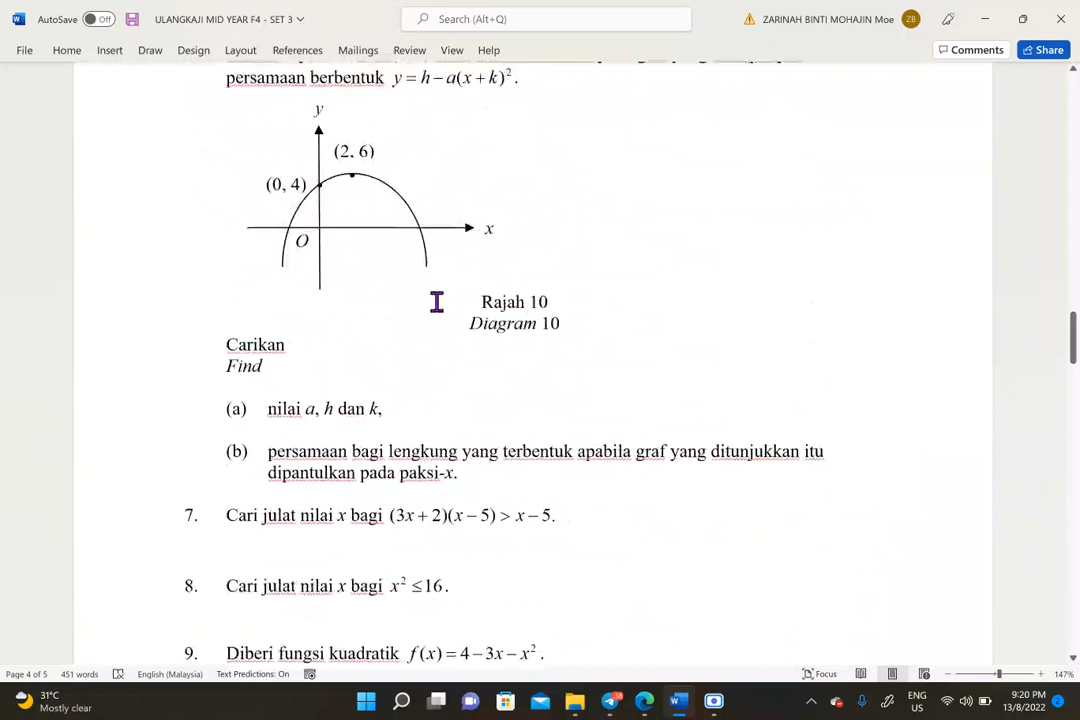 AutoSave Off ULANGKAJI MID YEAR F4 - SET 3 Search (Alt+Q) ZARINAH BINTI MOHAJIN Moe ZB
File Home Insert Draw Design Layout References Mailings Review View Help Comments Share
persamaan berbentuk y = h − a(x + k)².
y
(2, 6)
(0, 4)
x
O
Rajah 10
Diagram 10
Carikan
Find
(a) nilai a, h dan k,
(b) persamaan bagi lengkung yang terbentuk apabila graf yang ditunjukkan itu
dipantulkan pada paksi-x.
7. Cari julat nilai x bagi (3x + 2)(x − 5) > x − 5.
8. Cari julat nilai x bagi x² ≤ 16.
9. Diberi fungsi kuadratik f(x) = 4 − 3x − x².
Page 4 of 5 451 words English (Malaysia) Text Predictions: On Focus 147%
31°C
Mostly clear
ENG
US
9:20 PM
13/8/2022
2